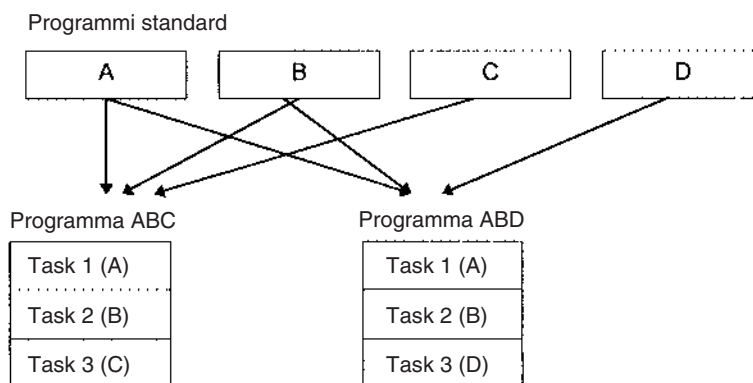 Programmi standard
A B C D
Programma ABC Programma ABD
Task 1 (A) Task 1 (A)
Task 2 (B) Task 2 (B)
Task 3 (C) Task 3 (D)